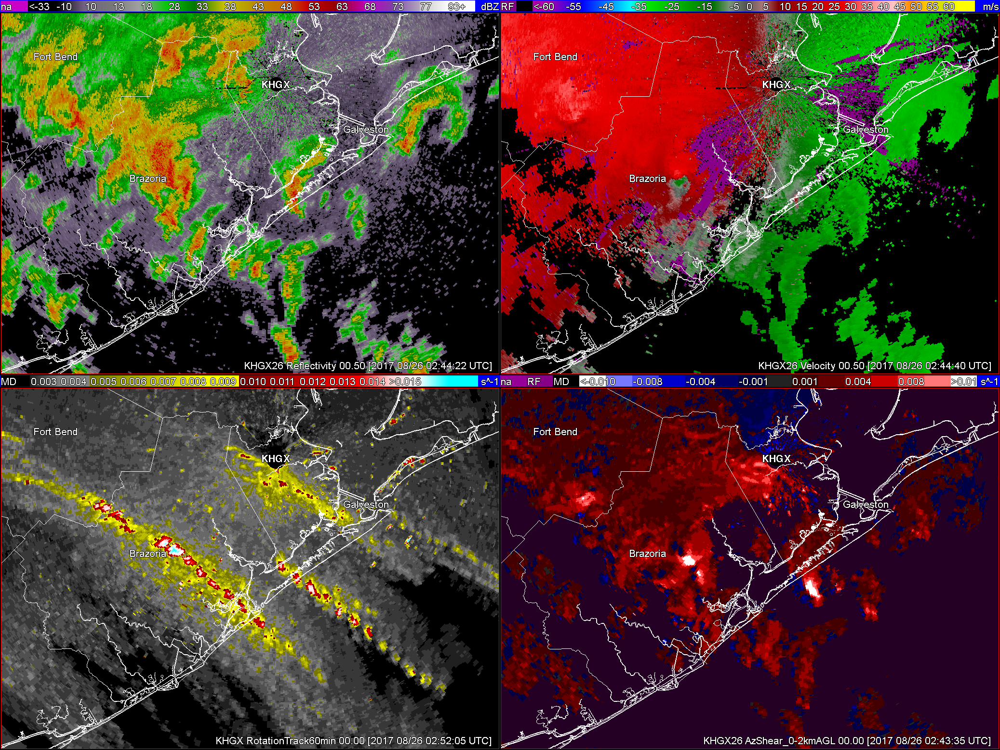 na <-33 -10 10 13 18 28 33 38 43 48 53 63 68 73 77 93+ dBZ
RF <-60 -55 -45 -35 -25 -15 -5 0 5 10 15 20 25 30 35 40 45 50 55 60 m/s
Fort Bend
KHGX
Galveston
Brazoria
KHGX26 Reflectivity 00.50 [2017 08/26 02:44:22 UTC]
Fort Bend
KHGX
Galveston
Brazoria
KHGX26 Velocity 00.50 [2017 08/26 02:44:40 UTC]
MD 0.003 0.004 0.005 0.006 0.007 0.008 0.009 0.010 0.011 0.012 0.013 0.014 >0.015 s^-1
na RF MD <-0.010 -0.008 -0.004 -0.001 0.001 0.004 0.008 >0.01 s^-1
Fort Bend
KHGX
Galveston
Brazoria
KHGX RotationTrack60min 00.00 [2017 08/26 02:52:05 UTC]
Fort Bend
KHGX
Galveston
Brazoria
KHGX26 AzShear_0-2kmAGL 00.00 [2017 08/26 02:43:35 UTC]